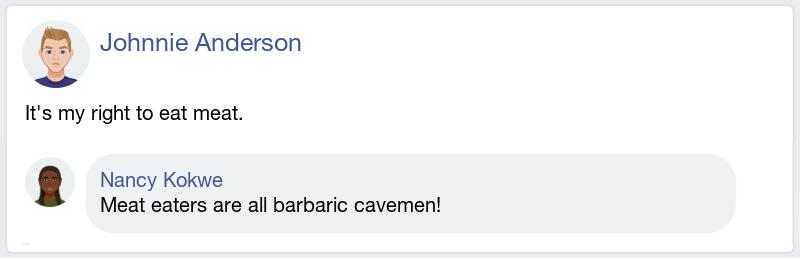 Johnnie Anderson
It's my right to eat meat.
Nancy Kokwe
Meat eaters are all barbaric cavemen!